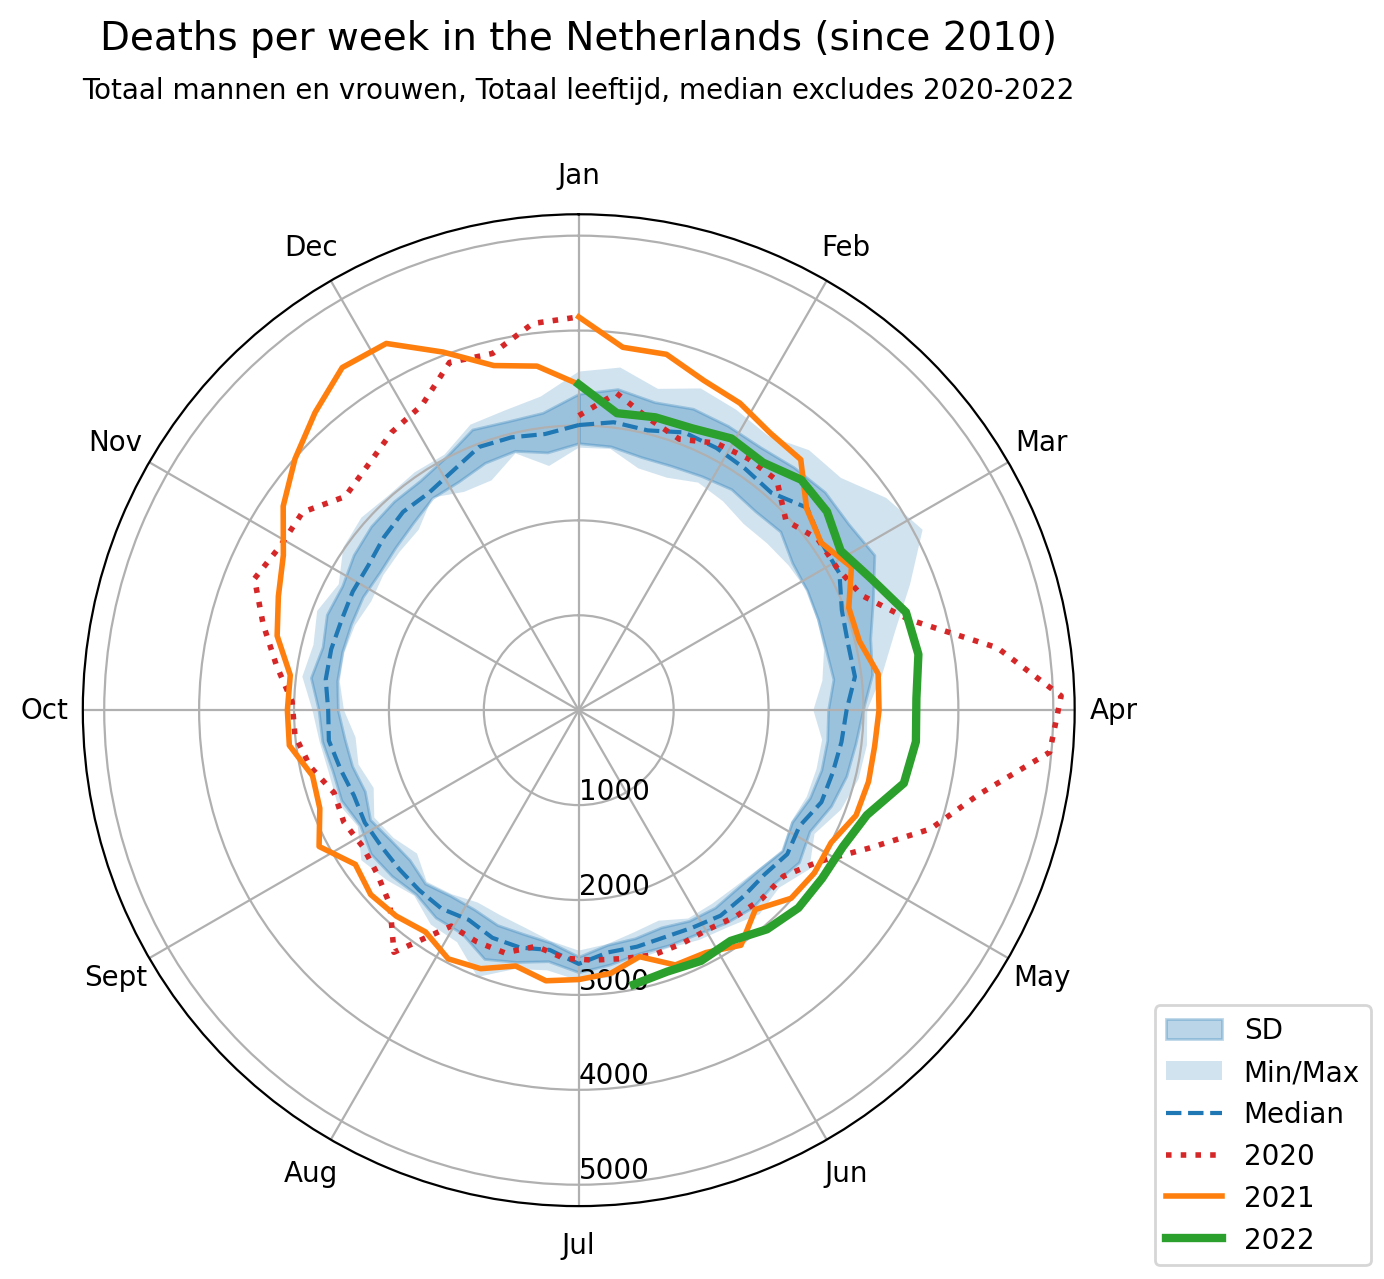 Deaths per week in the Netherlands (since 2010)
Totaal mannen en vrouwen, Totaal leeftijd, median excludes 2020-2022
Jan
Dec
Feb
Nov
Mar
Oct
Apr
1000
2000
Sept
May
3000
4000
Aug
Jun
5000
Jul
SD
Min/Max
Median
2020
2021
2022